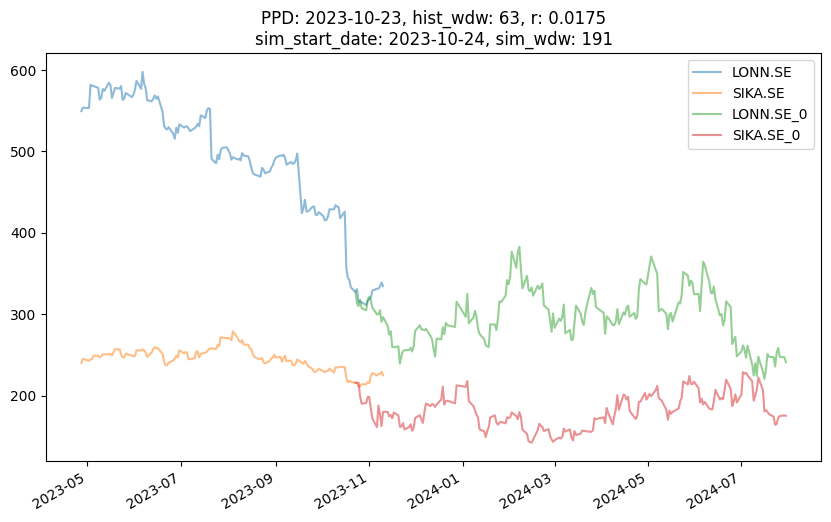 PPD: 2023-10-23, hist_wdw: 63, r: 0.0175
sim_start_date: 2023-10-24, sim_wdw: 191
600
500
400
300
200
LONN.SE
SIKA.SE
LONN.SE_0
SIKA.SE_0
2023-05
2023-07
2023-09
2023-11
2024-01
2024-03
2024-05
2024-07